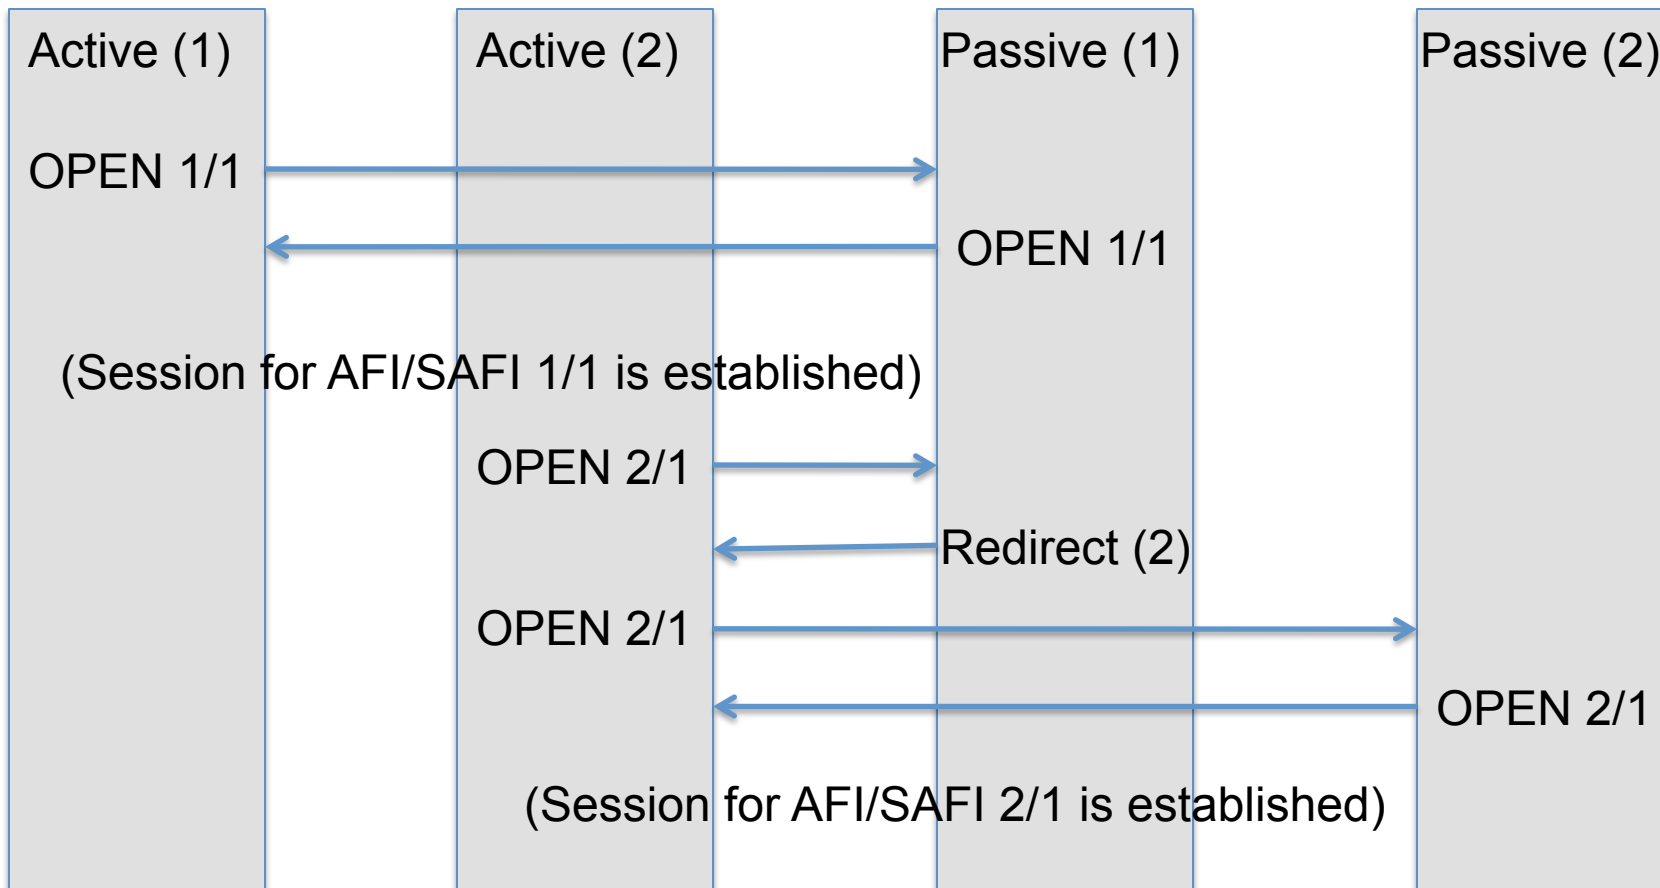 Active (1)
Active (2)
Passive (1)
Passive (2)
OPEN 1/1
OPEN 1/1
(Session for AFI/SAFI 1/1 is established)
OPEN 2/1
Redirect (2)
OPEN 2/1
OPEN 2/1
(Session for AFI/SAFI 2/1 is established)